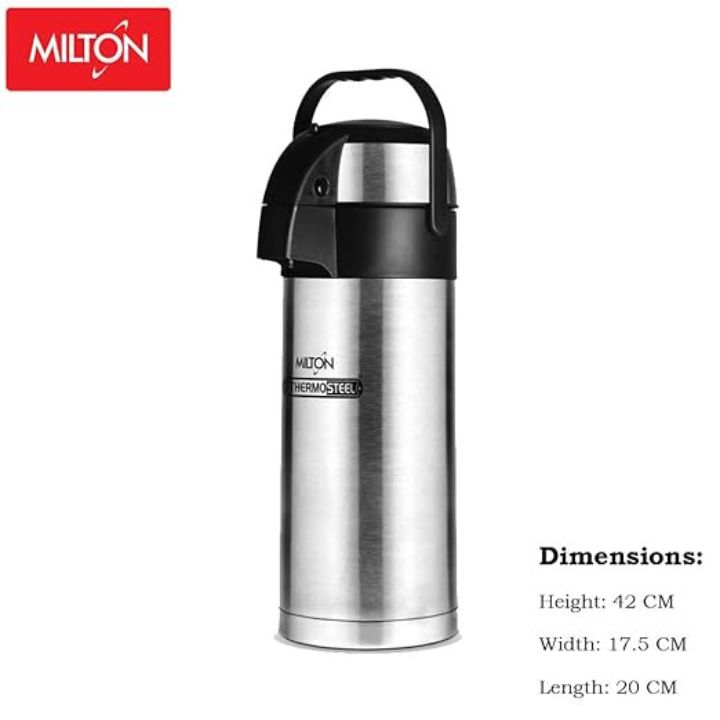 MILTON
MILTON
THERMOSTEEL
Dimensions:
Height: 42 CM
Width: 17.5 CM
Length: 20 CM